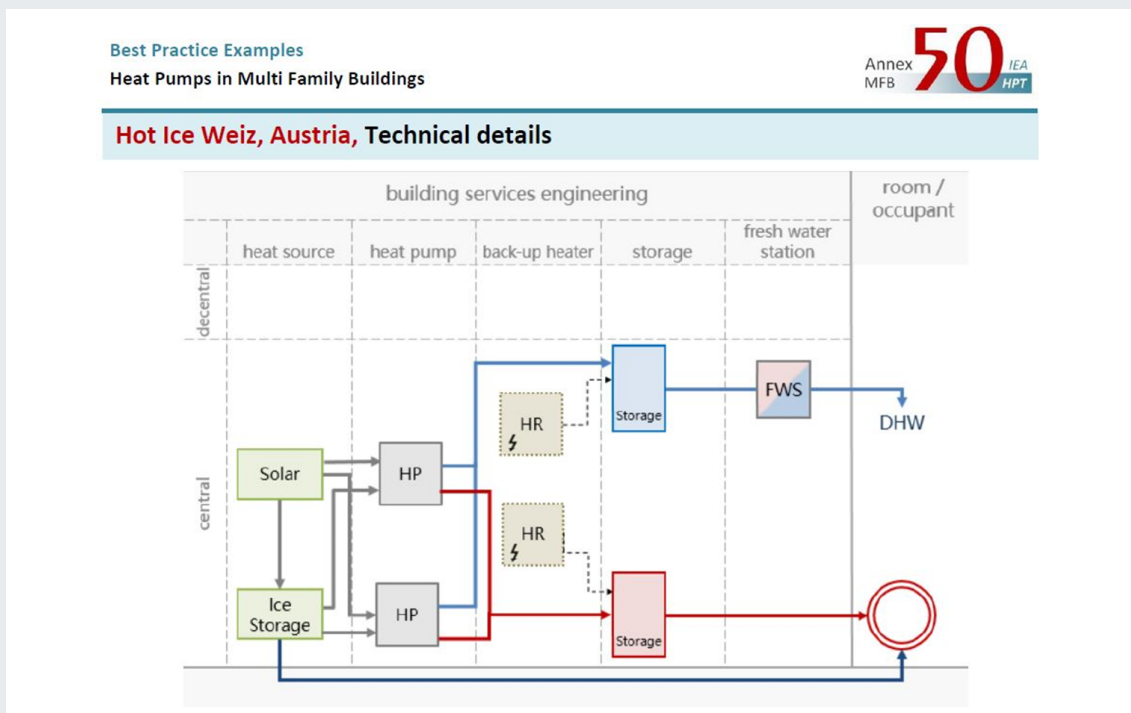 Best Practice Examples
Heat Pumps in Multi Family Buildings
Annex 50 IEA
MFB HPT
Hot Ice Weiz, Austria, Technical details
building services engineering
room /
occupant
heat source
heat pump
back-up heater
storage
fresh water
station
decentral
central
Storage
FWS
DHW
HR
Solar
HP
HR
Ice
Storage
HP
Storage